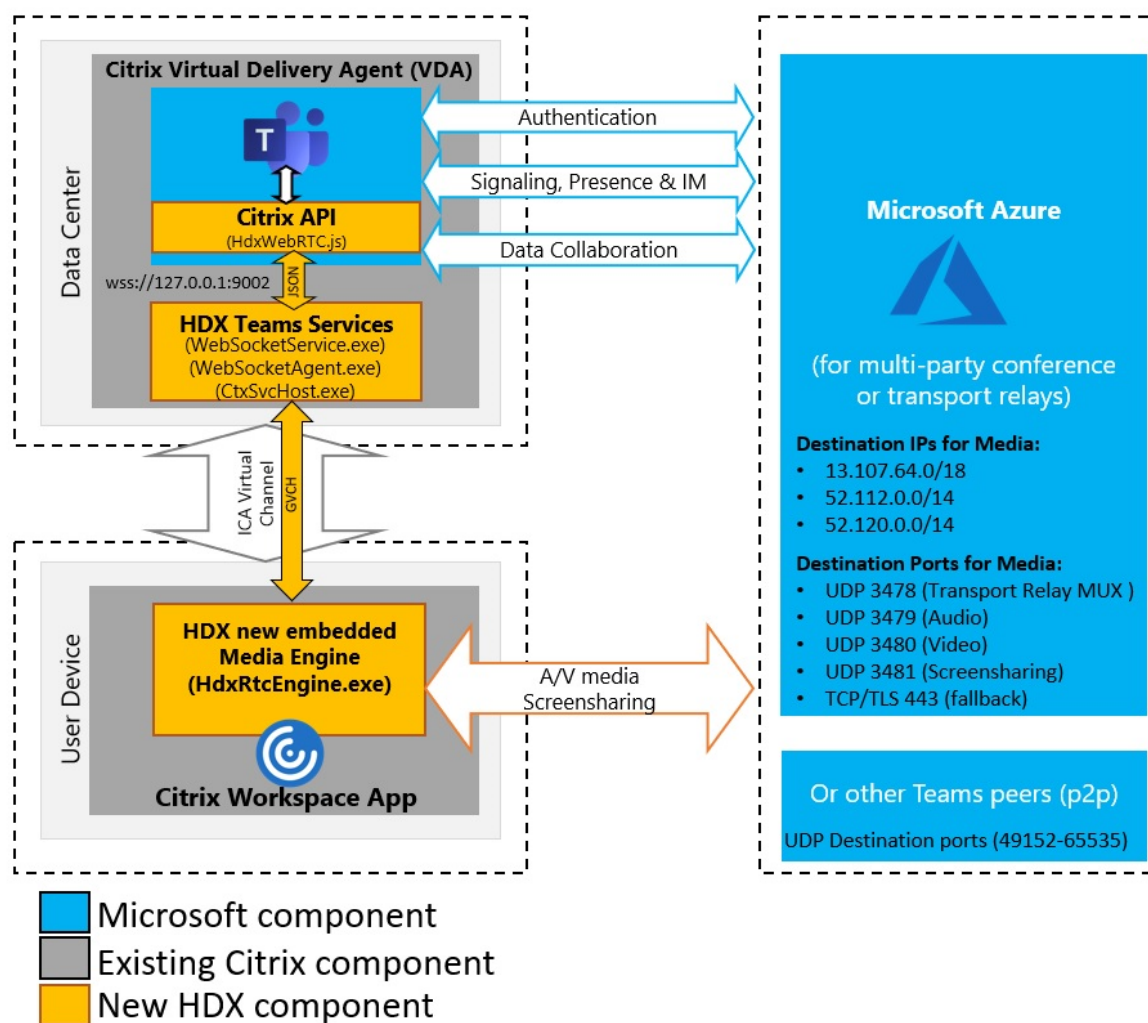 Data Center
Citrix Virtual Delivery Agent (VDA)
T
Citrix API
(HdxWebRTC.js)
wss://127.0.0.1:9002
JSON
HDX Teams Services
(WebSocketService.exe)
(WebSocketAgent.exe)
(CtxSvcHost.exe)
Authentication
Signaling, Presence & IM
Data Collaboration
ICA Virtual
Channel
GVCH
User Device
HDX new embedded
Media Engine
(HdxRtcEngine.exe)
Citrix Workspace App
A/V media
Screensharing
Microsoft Azure
(for multi-party conference
or transport relays)
Destination IPs for Media:
• 13.107.64.0/18
• 52.112.0.0/14
• 52.120.0.0/14
Destination Ports for Media:
• UDP 3478 (Transport Relay MUX )
• UDP 3479 (Audio)
• UDP 3480 (Video)
• UDP 3481 (Screensharing)
• TCP/TLS 443 (fallback)
Or other Teams peers (p2p)
UDP Destination ports (49152-65535)
Microsoft component
Existing Citrix component
New HDX component